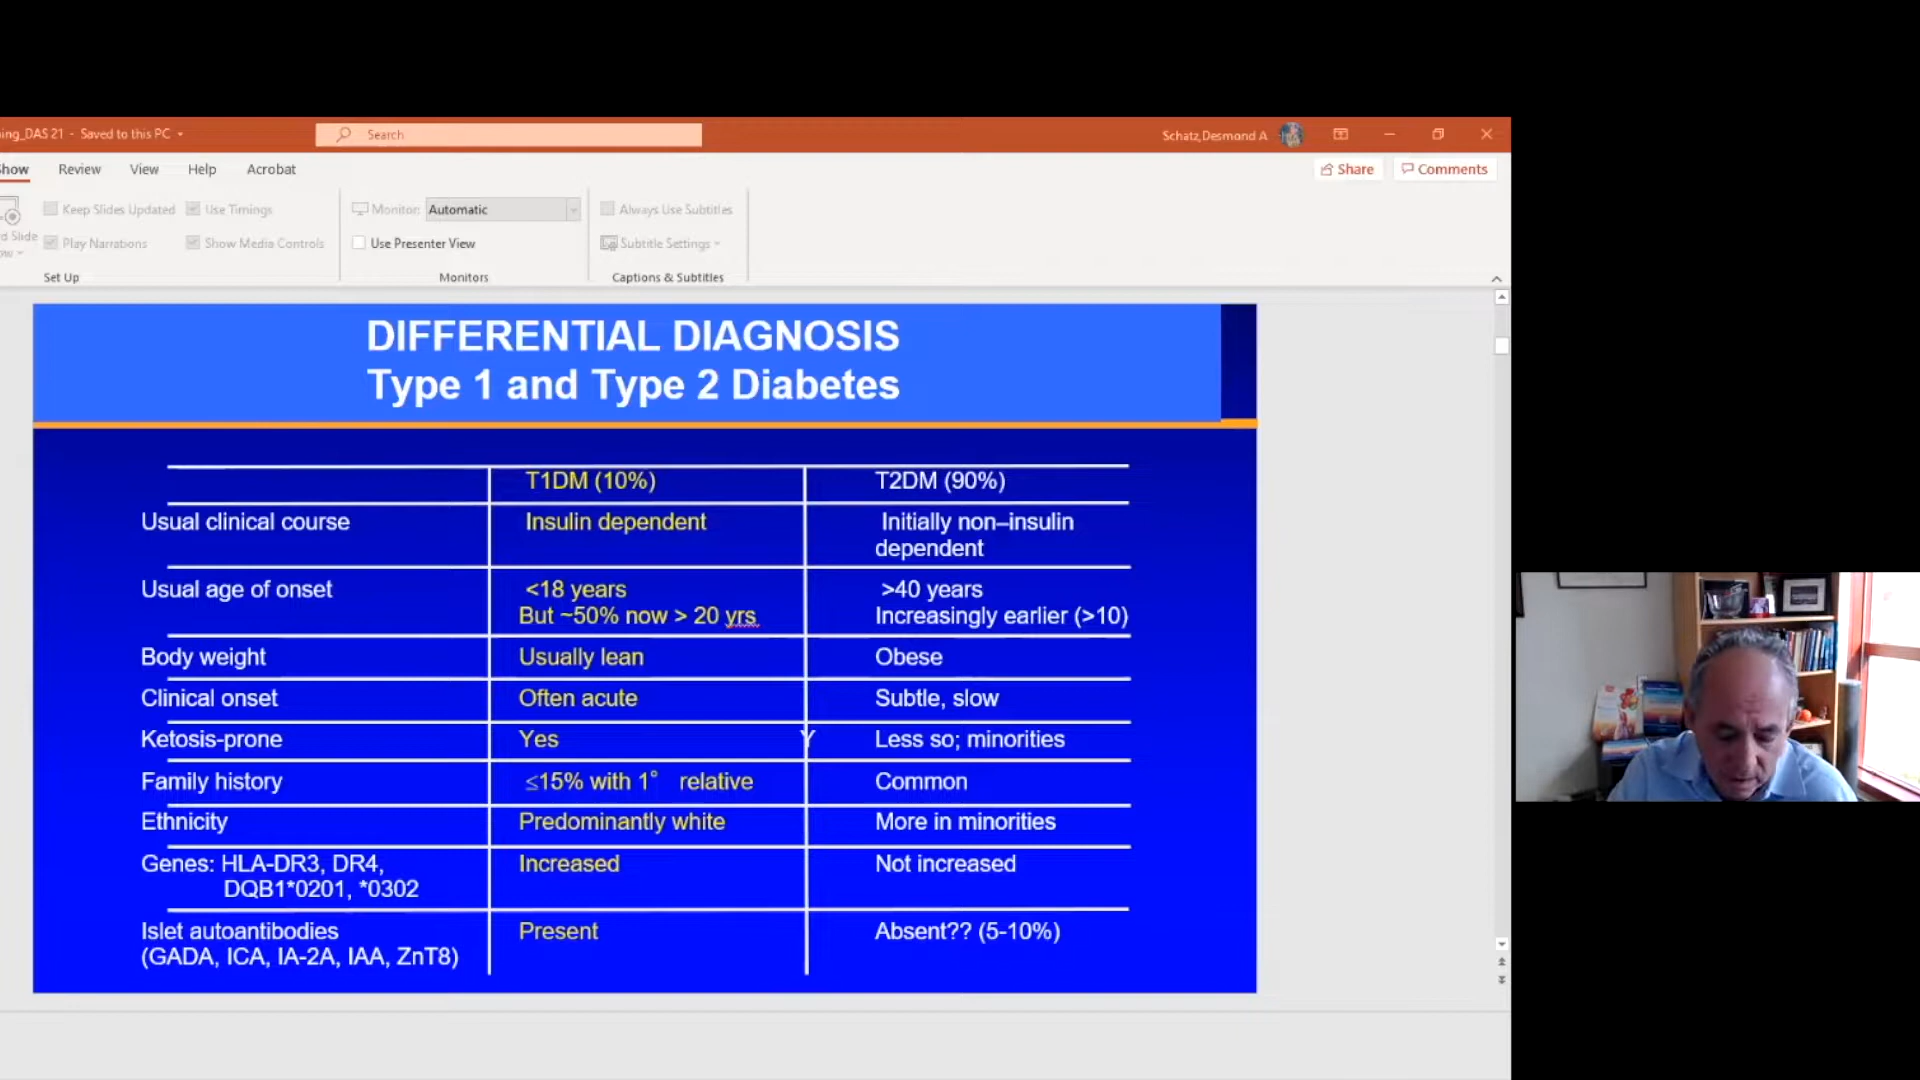 ing_DAS 21 - Saved to this PC
Search
Schatz,Desmond A
Show Review View Help Acrobat
Share Comments
Keep Slides Updated Use Timings Monitor: Automatic Always Use Subtitles
d Slide
Play Narrations Show Media Controls Use Presenter View Subtitle Settings
ow
Set Up Monitors Captions & Subtitles
DIFFERENTIAL DIAGNOSIS
Type 1 and Type 2 Diabetes
T1DM (10%) T2DM (90%)
Usual clinical course Insulin dependent Initially non–insulin
dependent
Usual age of onset <18 years >40 years
But ~50% now > 20 yrs Increasingly earlier (>10)
Body weight Usually lean Obese
Clinical onset Often acute Subtle, slow
Ketosis-prone Yes Y Less so; minorities
Family history ≤15% with 1° relative Common
Ethnicity Predominantly white More in minorities
Genes: HLA-DR3, DR4, Increased Not increased
DQB1*0201, *0302
Islet autoantibodies Present Absent?? (5-10%)
(GADA, ICA, IA-2A, IAA, ZnT8)